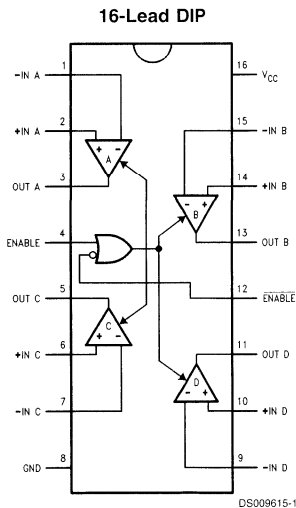 16-Lead DIP
-IN A 1
16 VCC
+IN A 2
15 -IN B
+ - A
OUT A 3
14 +IN B
- + B
ENABLE 4
13 OUT B
OUT C 5
12 ENABLE
C + -
+IN C 6
11 OUT D
D - +
-IN C 7
10 +IN D
GND 8
9 -IN D
DS009615-1